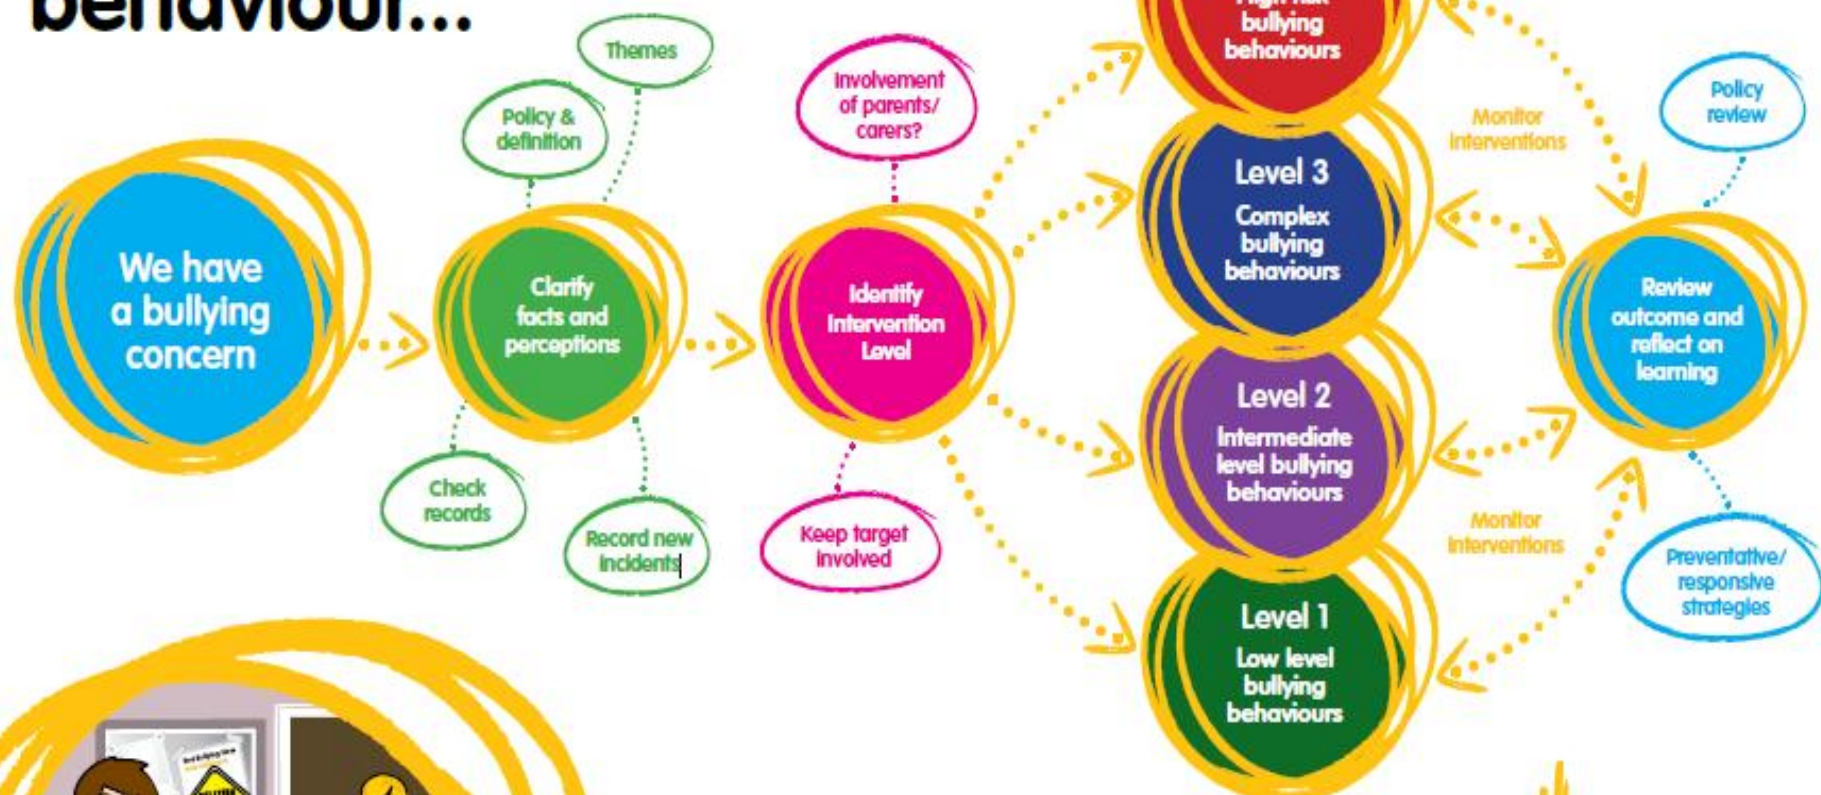 behaviour...
Themes
Policy &
definition
We have
a bullying
concern
Clarify
facts and
perceptions
Check
records
Record new
incidents
Involvement
of parents/
carers?
Identify
Intervention
Level
Keep target
involved
High risk
bullying
behaviours
Level 3
Complex
bullying
behaviours
Level 2
Intermediate
level bullying
behaviours
Level 1
Low level
bullying
behaviours
Monitor
interventions
Monitor
interventions
Policy
review
Review
outcome and
reflect on
learning
Preventative/
responsive
strategies